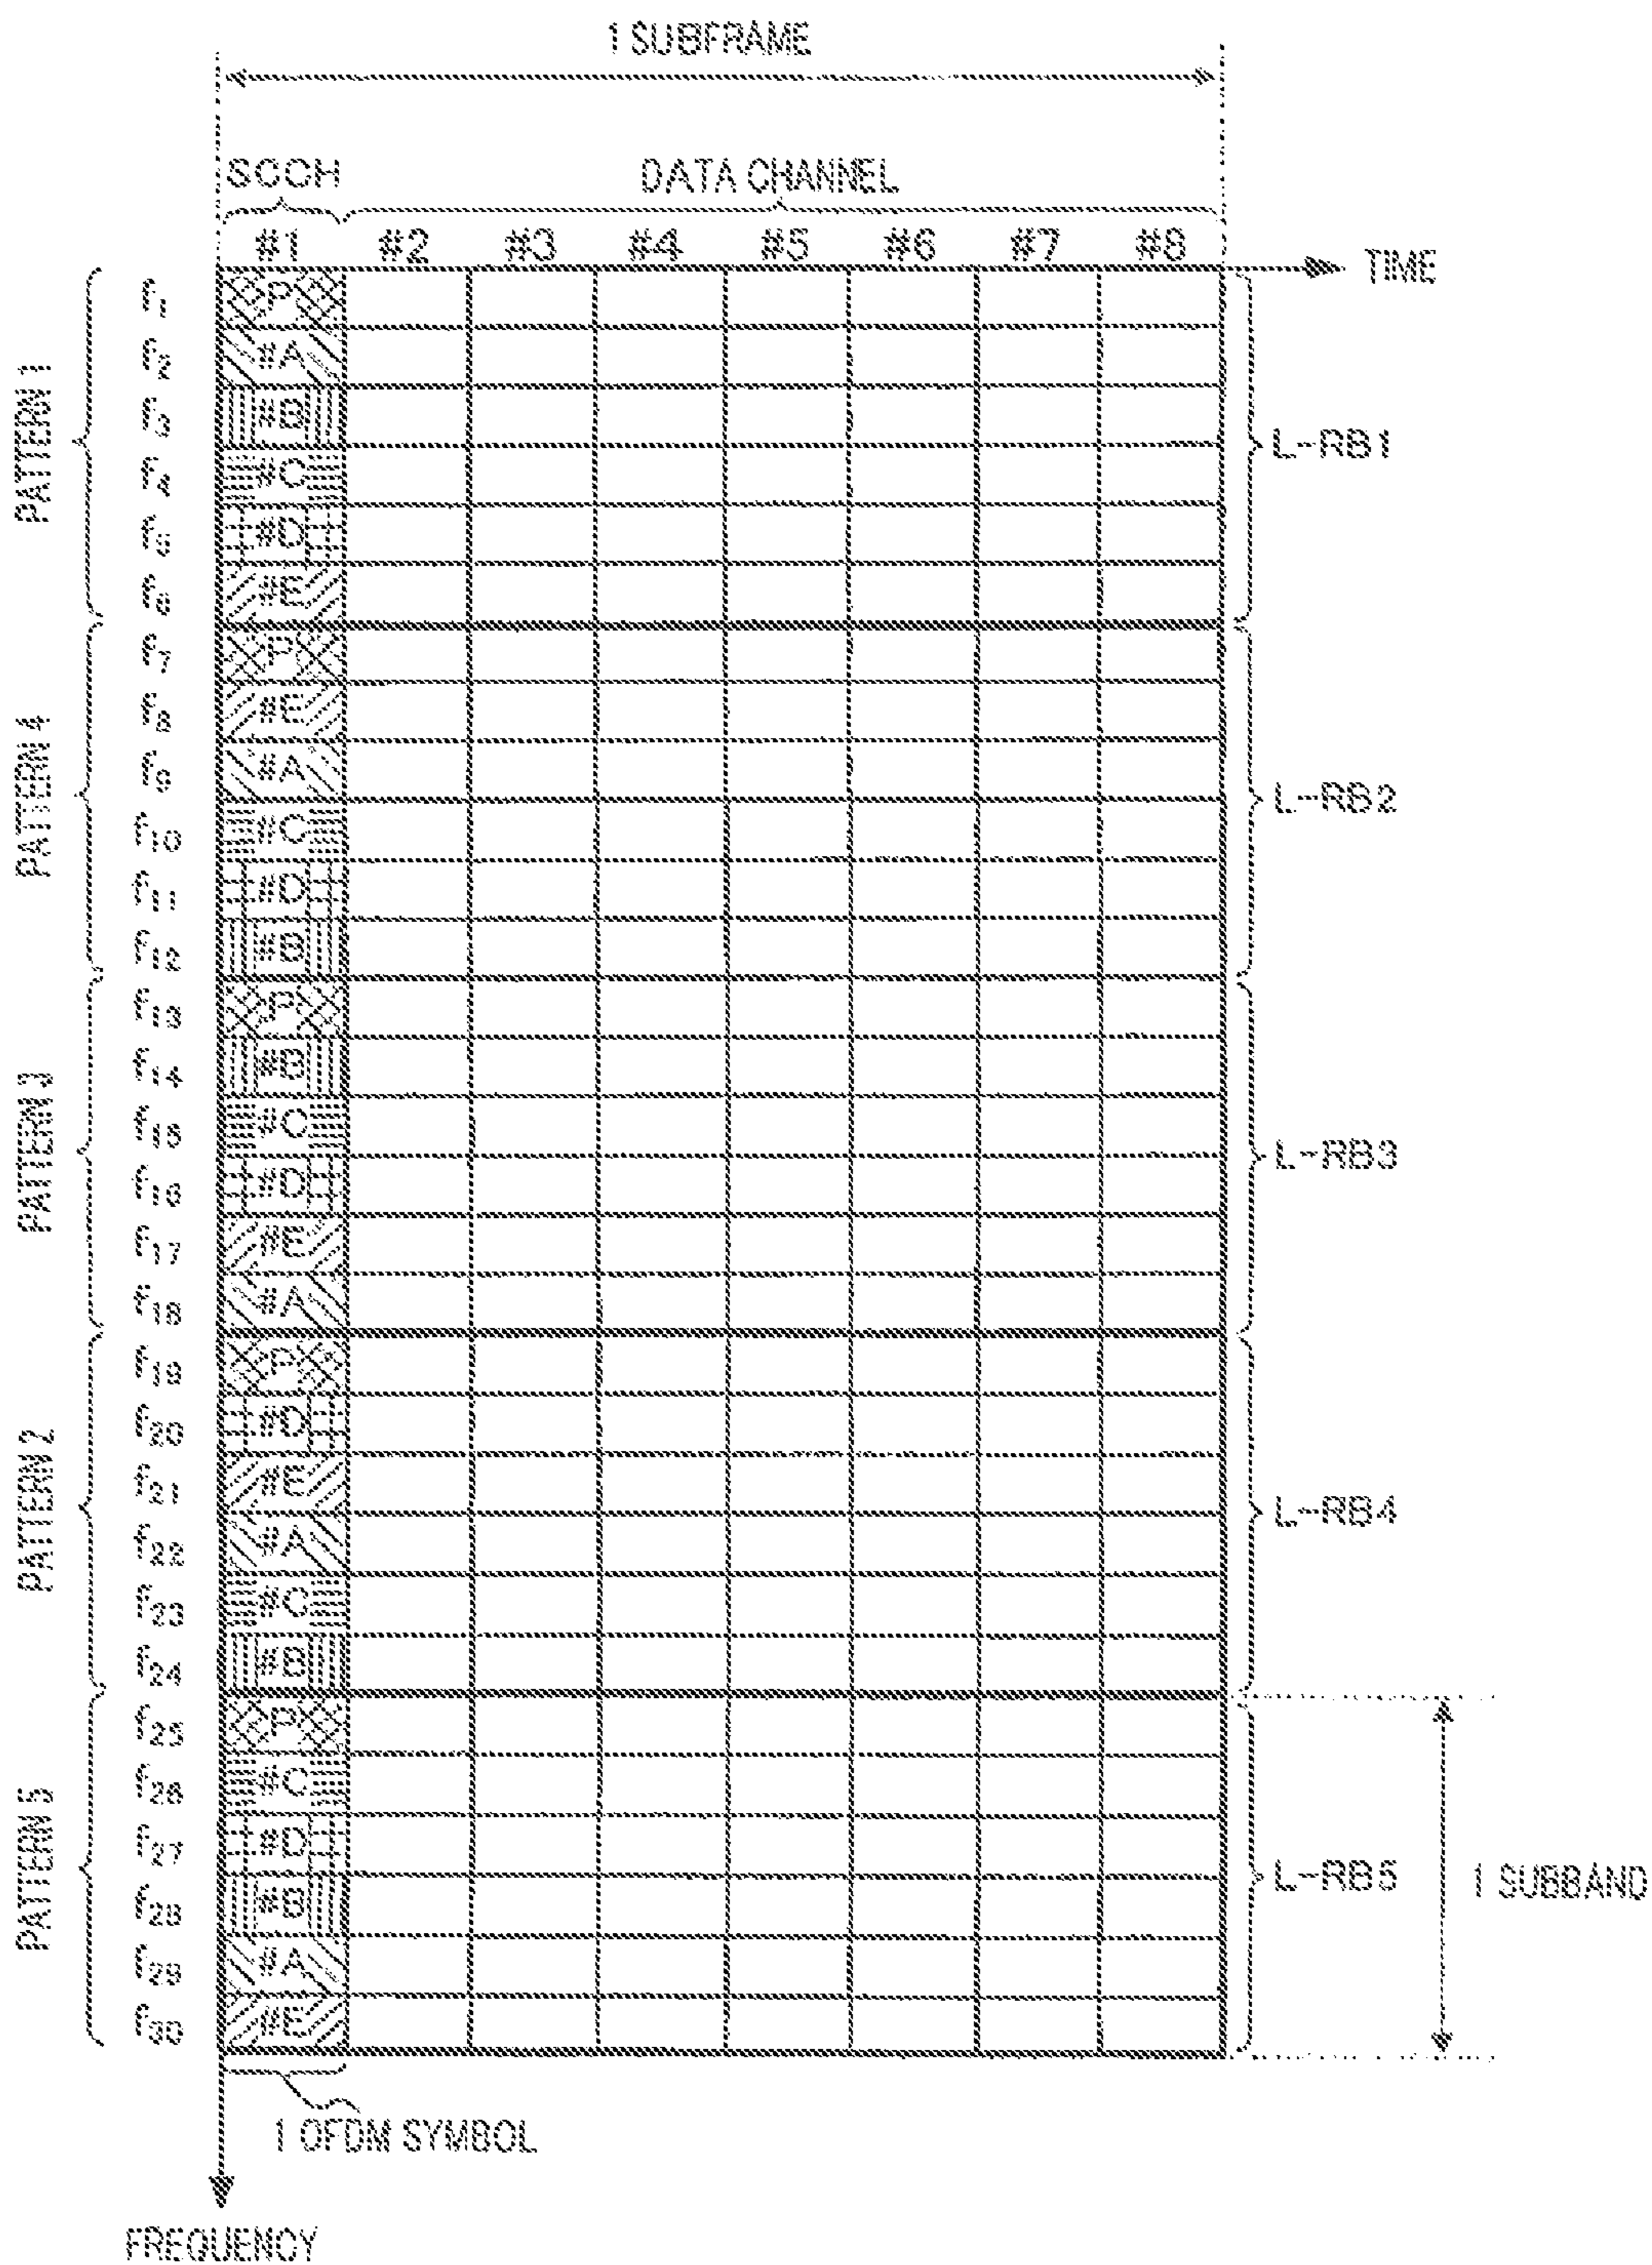 1 SUBFRAME
SCCH DATA CHANNEL
#1 #2 #3 #4 #5 #6 #7 #8
TIME
PATTERN 1
f1 P
f2 #A
f3 #B
f4 #C
f5 #D
f6 #E
L-RB1
PATTERN 4
f7 P
f8 #E
f9 #A
f10 #C
f11 #D
f12 #B
L-RB2
PATTERN 3
f13 P
f14 #B
f15 #C
f16 #D
f17 #E
f18 #A
L-RB3
PATTERN 2
f19 P
f20 #D
f21 #E
f22 #A
f23 #C
f24 #B
L-RB4
PATTERN 5
f25 P
f26 #C
f27 #D
f28 #B
f29 #A
f30 #E
L-RB5
1 SUBBAND
1 OFDM SYMBOL
FREQUENCY